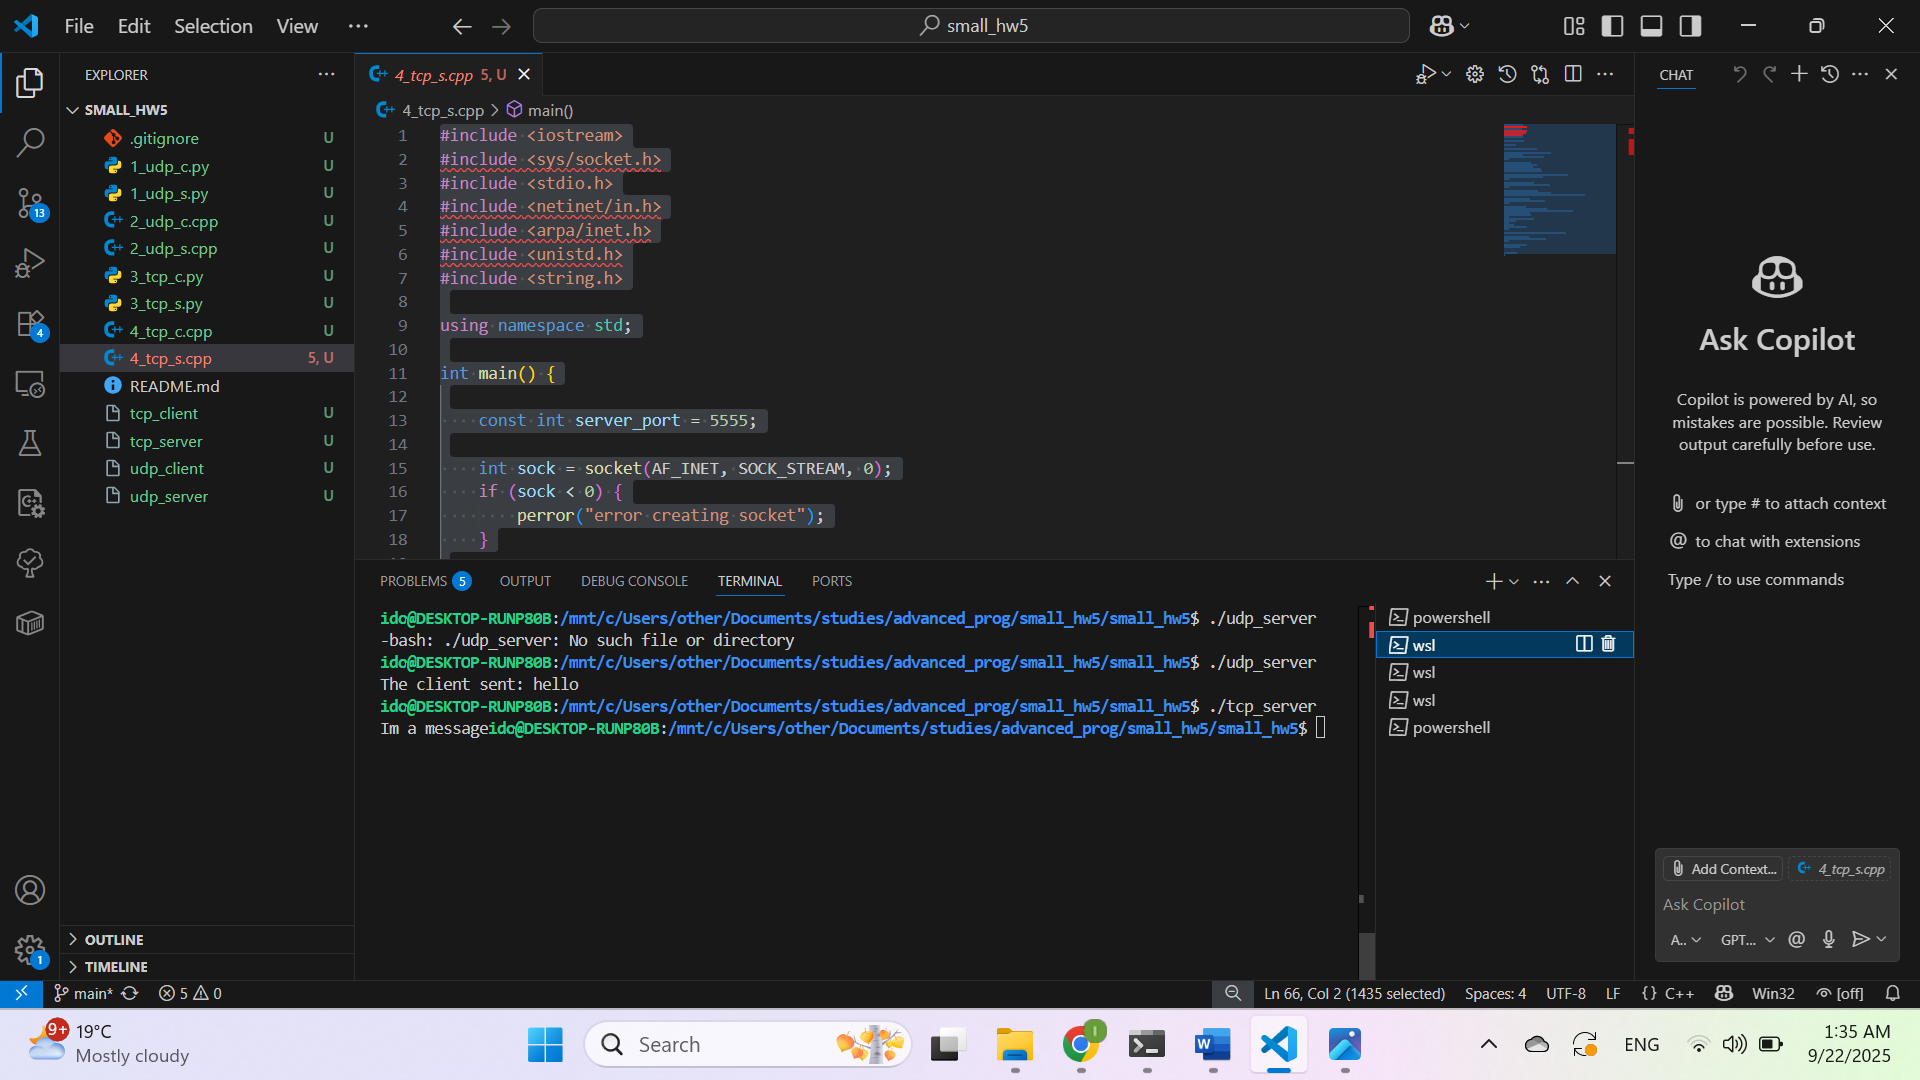 File Edit Selection View
small_hw5
EXPLORER
SMALL_HW5
.gitignore U
1_udp_c.py U
1_udp_s.py U
2_udp_c.cpp U
2_udp_s.cpp U
3_tcp_c.py U
3_tcp_s.py U
4_tcp_c.cpp U
4_tcp_s.cpp 5, U
README.md
tcp_client U
tcp_server U
udp_client U
udp_server U
OUTLINE
TIMELINE
13
4
1
4_tcp_s.cpp 5, U
4_tcp_s.cpp > main()
1 #include <iostream>
2 #include <sys/socket.h>
3 #include <stdio.h>
4 #include <netinet/in.h>
5 #include <arpa/inet.h>
6 #include <unistd.h>
7 #include <string.h>
8
9 using namespace std;
10
11 int main() {
12
13 const int server_port = 5555;
14
15 int sock = socket(AF_INET, SOCK_STREAM, 0);
16 if (sock < 0) {
17 perror("error creating socket");
18 }
PROBLEMS 5 OUTPUT DEBUG CONSOLE TERMINAL PORTS
ido@DESKTOP-RUNP80B:/mnt/c/Users/other/Documents/studies/advanced_prog/small_hw5/small_hw5$ ./udp_server
-bash: ./udp_server: No such file or directory
ido@DESKTOP-RUNP80B:/mnt/c/Users/other/Documents/studies/advanced_prog/small_hw5/small_hw5$ ./udp_server
The client sent: hello
ido@DESKTOP-RUNP80B:/mnt/c/Users/other/Documents/studies/advanced_prog/small_hw5/small_hw5$ ./tcp_server
Im a messageido@DESKTOP-RUNP80B:/mnt/c/Users/other/Documents/studies/advanced_prog/small_hw5/small_hw5$
powershell
wsl
wsl
wsl
powershell
CHAT
Ask Copilot
Copilot is powered by AI, so
mistakes are possible. Review
output carefully before use.
or type # to attach context
@ to chat with extensions
Type / to use commands
Add Context... 4_tcp_s.cpp
Ask Copilot
A.. GPT...
main* 5 0
Ln 66, Col 2 (1435 selected) Spaces: 4 UTF-8 LF {} C++ Win32 [off]
9+ 19°C
Mostly cloudy
Search
ENG
1:35 AM
9/22/2025